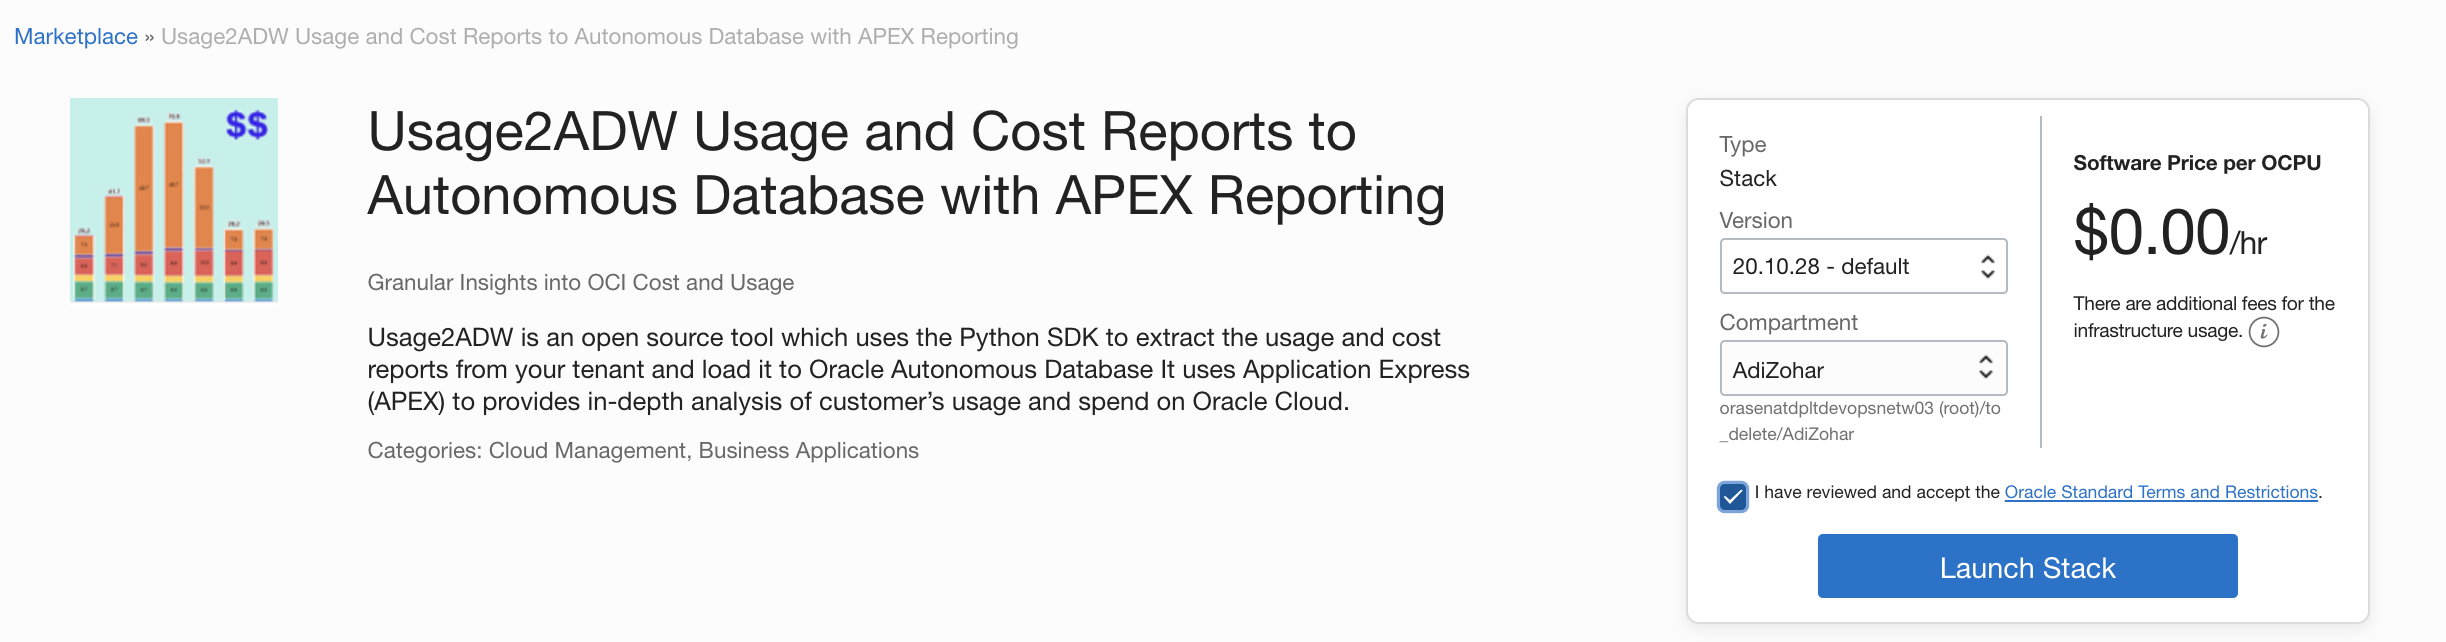 Marketplace » Usage2ADW Usage and Cost Reports to Autonomous Database with APEX Reporting
$$
Usage2ADW Usage and Cost Reports to
Autonomous Database with APEX Reporting
Granular Insights into OCI Cost and Usage
Usage2ADW is an open source tool which uses the Python SDK to extract the usage and cost
reports from your tenant and load it to Oracle Autonomous Database It uses Application Express
(APEX) to provides in-depth analysis of customer’s usage and spend on Oracle Cloud.
Categories: Cloud Management, Business Applications
Type
Stack
Version
20.10.28 - default
Compartment
AdiZohar
orasenatdpltdevopsnetw03 (root)/to
_delete/AdiZohar
Software Price per OCPU
$0.00/hr
There are additional fees for the
infrastructure usage. i
I have reviewed and accept the Oracle Standard Terms and Restrictions.
Launch Stack